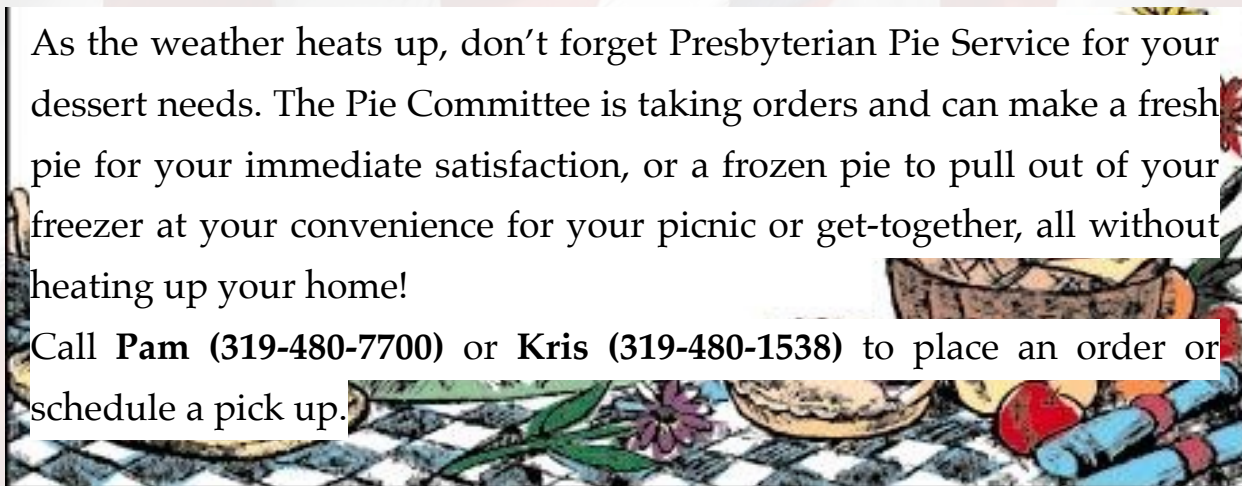 As the weather heats up, don’t forget Presbyterian Pie Service for your
dessert needs. The Pie Committee is taking orders and can make a fresh
pie for your immediate satisfaction, or a frozen pie to pull out of your
freezer at your convenience for your picnic or get-together, all without
heating up your home!
Call Pam (319-480-7700) or Kris (319-480-1538) to place an order or
schedule a pick up.